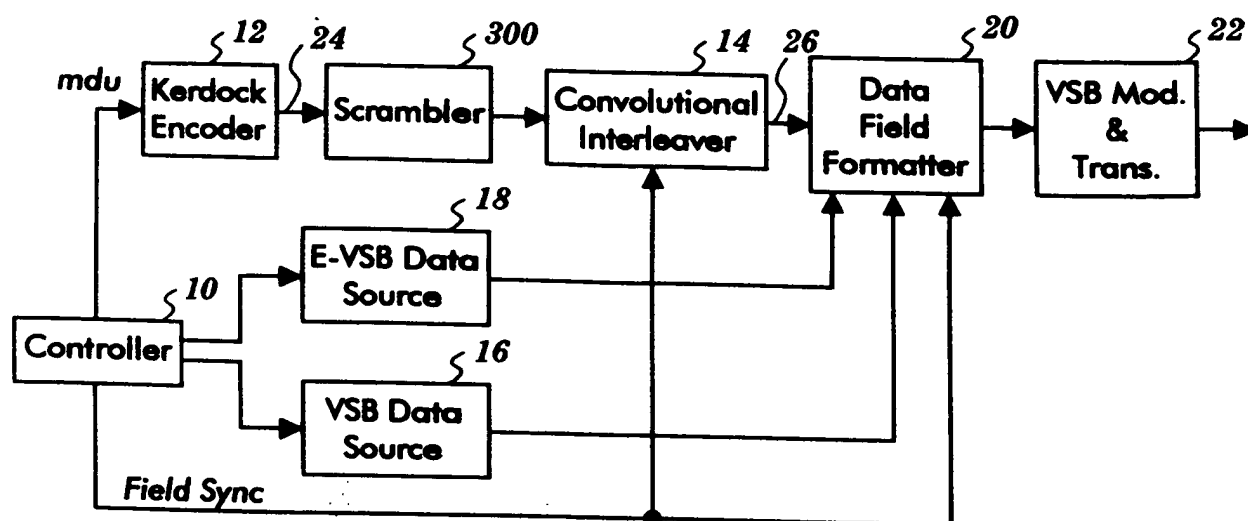 12
24
300
14
26
20
22
mdu
Kerdock
Encoder
Scrambler
Convolutional
Interleaver
Data
Field
Formatter
VSB Mod.
&
Trans.
18
E-VSB Data
Source
10
Controller
16
VSB Data
Source
Field Sync